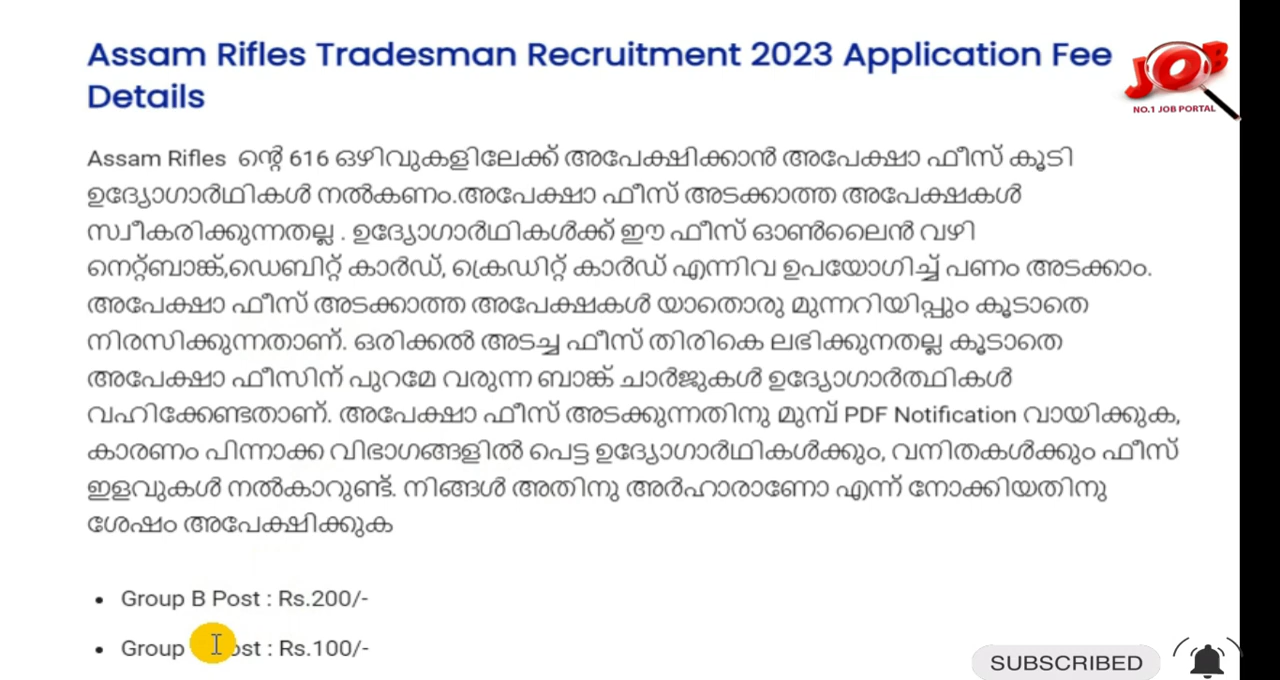 Assam Rifles Tradesman Recruitment 2023 Application Fee
Details
JOB
NO.1 JOB PORTAL
Assam Rifles ന്റെ 616 ഒഴിവുകളിലേക്ക് അപേക്ഷിക്കാൻ അപേക്ഷാ ഫീസ് കൂടി
ഉദ്യോഗാർഥികൾ നൽകണം.അപേക്ഷാ ഫീസ് അടക്കാത്ത അപേക്ഷകൾ
സ്വീകരിക്കുന്നതല്ല . ഉദ്യോഗാർഥികൾക്ക് ഈ ഫീസ് ഓൺലൈൻ വഴി
നെറ്റ്ബാങ്ക്,ഡെബിറ്റ് കാർഡ്, ക്രെഡിറ്റ് കാർഡ് എന്നിവ ഉപയോഗിച്ച് പണം അടക്കാം.
അപേക്ഷാ ഫീസ് അടക്കാത്ത അപേക്ഷകൾ യാതൊരു മുന്നറിയിപ്പും കൂടാതെ
നിരസിക്കുന്നതാണ്. ഒരിക്കൽ അടച്ച ഫീസ് തിരികെ ലഭിക്കുനതല്ല കൂടാതെ
അപേക്ഷാ ഫീസിന് പുറമേ വരുന്ന ബാങ്ക് ചാർജുകൾ ഉദ്യോഗാർത്ഥികൾ
വഹിക്കേണ്ടതാണ്. അപേക്ഷാ ഫീസ് അടക്കുന്നതിനു മുമ്പ് PDF Notification വായിക്കുക,
കാരണം പിന്നാക്ക വിഭാഗങ്ങളിൽ പെട്ട ഉദ്യോഗാർഥികൾക്കും, വനിതകൾക്കും ഫീസ്
ഇളവുകൾ നൽകാറുണ്ട്. നിങ്ങൾ അതിനു അർഹാരാണോ എന്ന് നോക്കിയതിനു
ശേഷം അപേക്ഷിക്കുക
• Group B Post : Rs.200/-
• Group ost : Rs.100/-
SUBSCRIBED